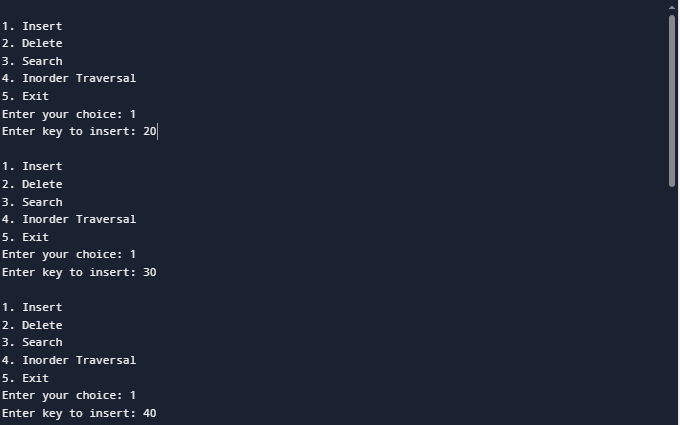 1. Insert
2. Delete
3. Search
4. Inorder Traversal
5. Exit
Enter your choice: 1
Enter key to insert: 20
1. Insert
2. Delete
3. Search
4. Inorder Traversal
5. Exit
Enter your choice: 1
Enter key to insert: 30
1. Insert
2. Delete
3. Search
4. Inorder Traversal
5. Exit
Enter your choice: 1
Enter key to insert: 40